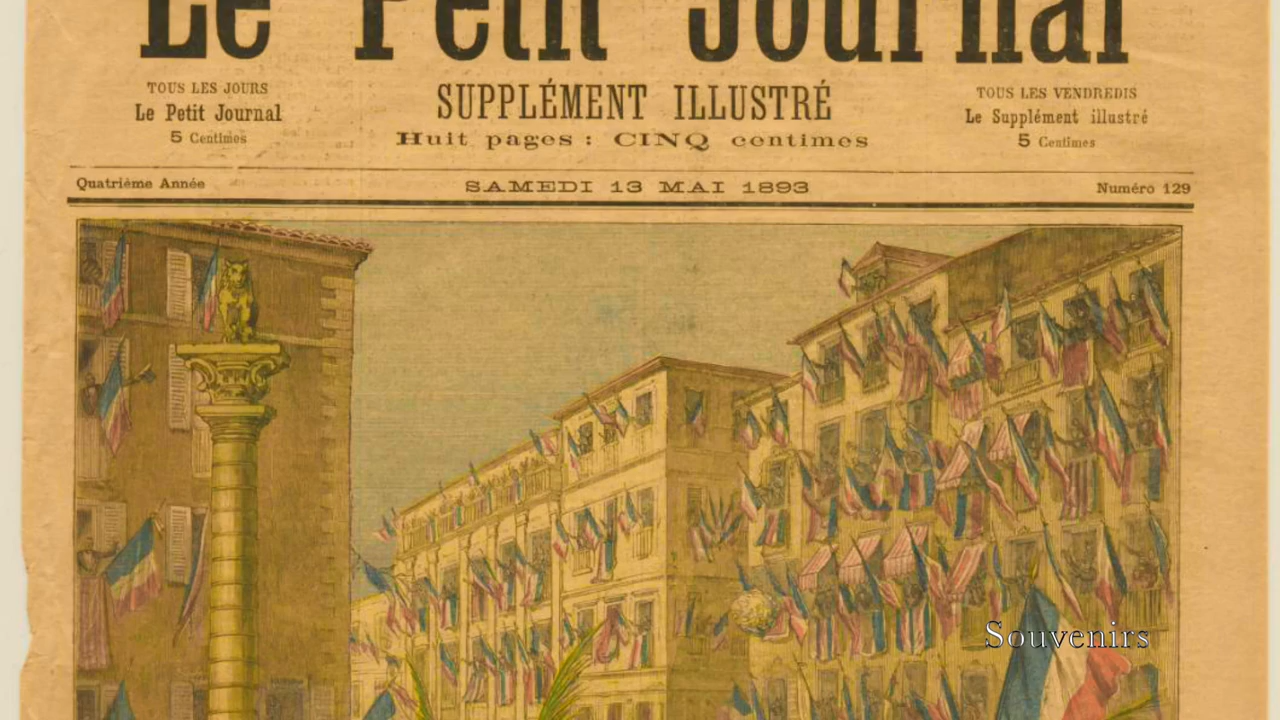 Le Petit Journal
TOUS LES JOURS
Le Petit Journal
5 Centimes
SUPPLÉMENT ILLUSTRÉ
Huit pages : CINQ centimes
TOUS LES VENDREDIS
Le Supplément illustré
5 Centimes
Quatrième Année
SAMEDI 13 MAI 1893
Numéro 129
Souvenirs